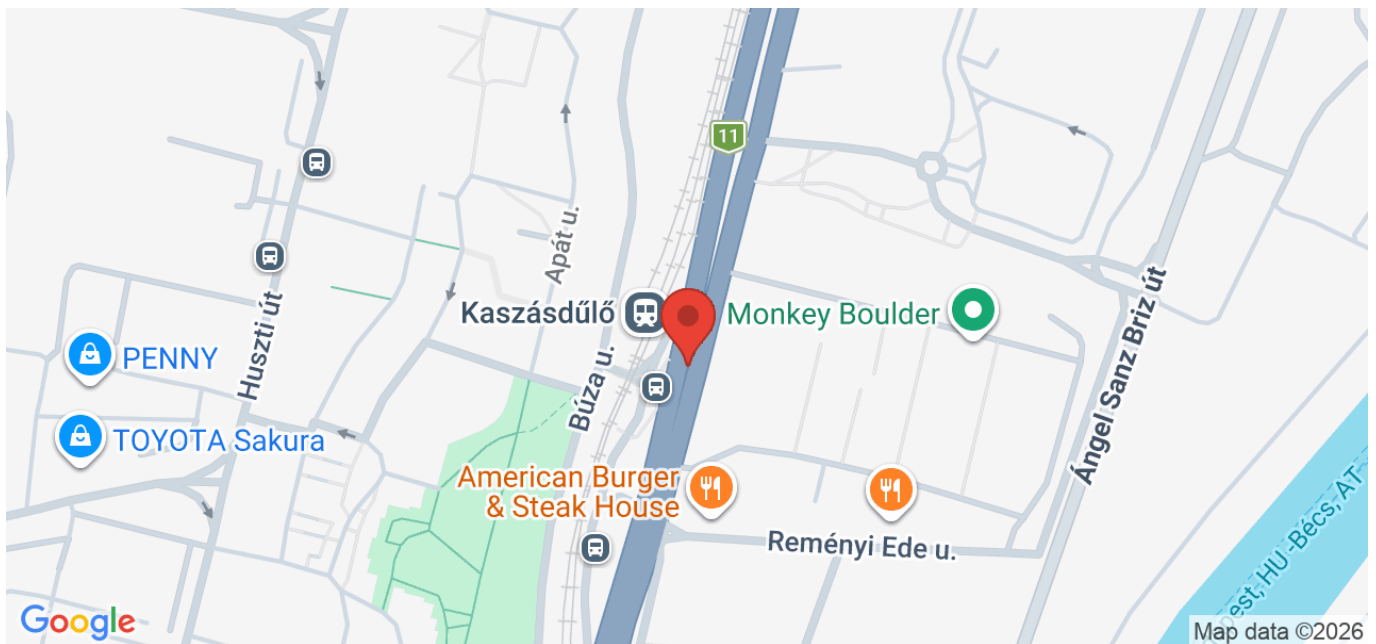 11
Apát u.
Huszti út
Kaszásdűlő
Monkey Boulder
Ángel Sanz Briz út
PENNY
Búza u.
TOYOTA Sakura
American Burger
& Steak House
Reményi Ede u.
est, HU-Bécs, AT
Google
Map data ©2026